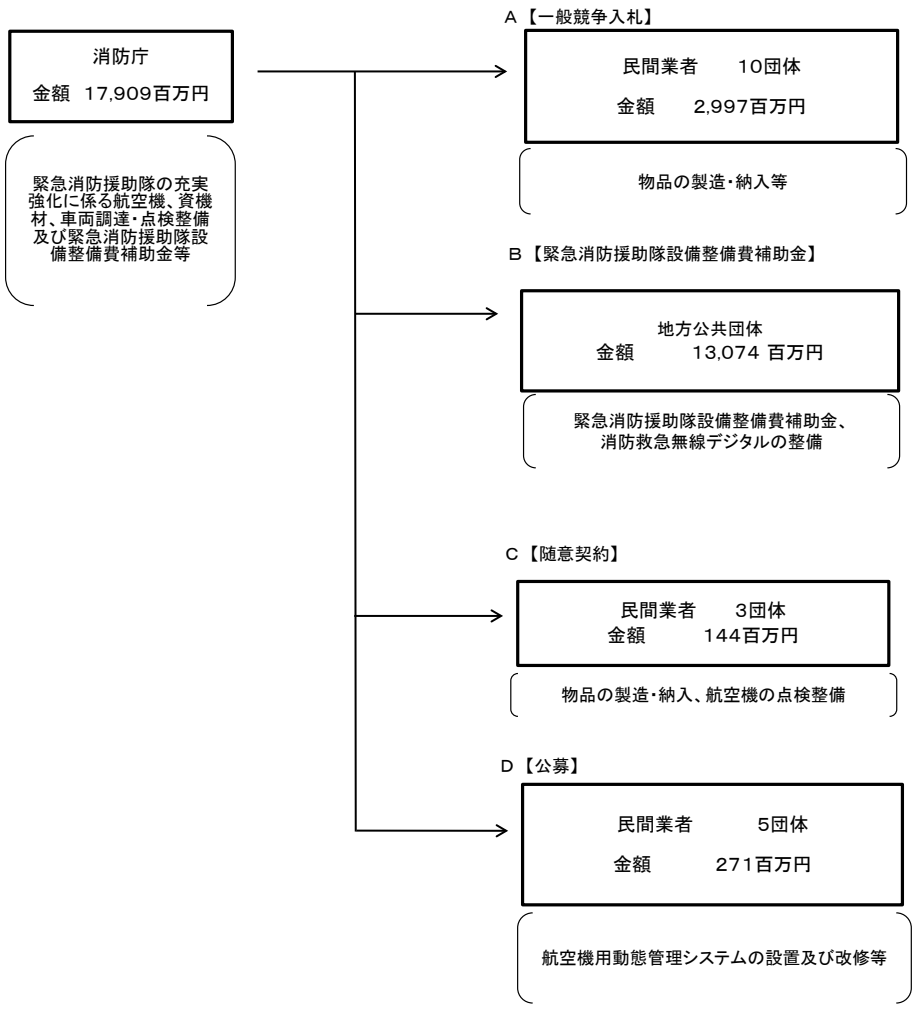 消防庁
金額 17,909百万円
緊急消防援助隊の充実
強化に係る航空機、資機
材、車両調達・点検整備
及び緊急消防援助隊設
備整備費補助金等
A 【一般競争入札】
民間業者 10団体
金額 2,997百万円
物品の製造・納入等
B 【緊急消防援助隊設備整備費補助金】
地方公共団体
金額 13,074 百万円
緊急消防援助隊設備整備費補助金、
消防救急無線デジタルの整備
C 【随意契約】
民間業者 3団体
金額 144百万円
物品の製造・納入、航空機の点検整備
D 【公募】
民間業者 5団体
金額 271百万円
航空機用動態管理システムの設置及び改修等